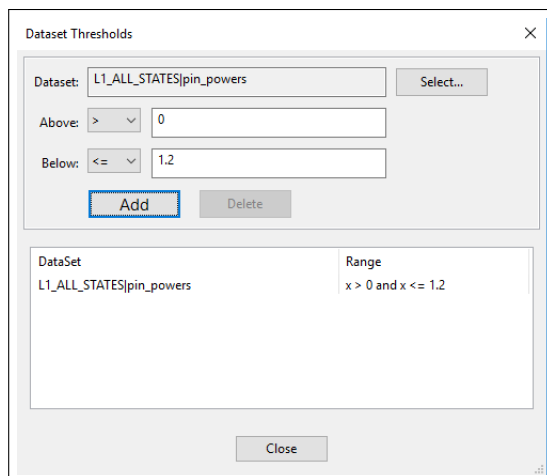 Dataset Thresholds
Dataset: L1_ALL_STATES|pin_powers Select...
Above: > 0
Below: <= 1.2
Add Delete
DataSet Range
L1_ALL_STATES|pin_powers x > 0 and x <= 1.2
Close